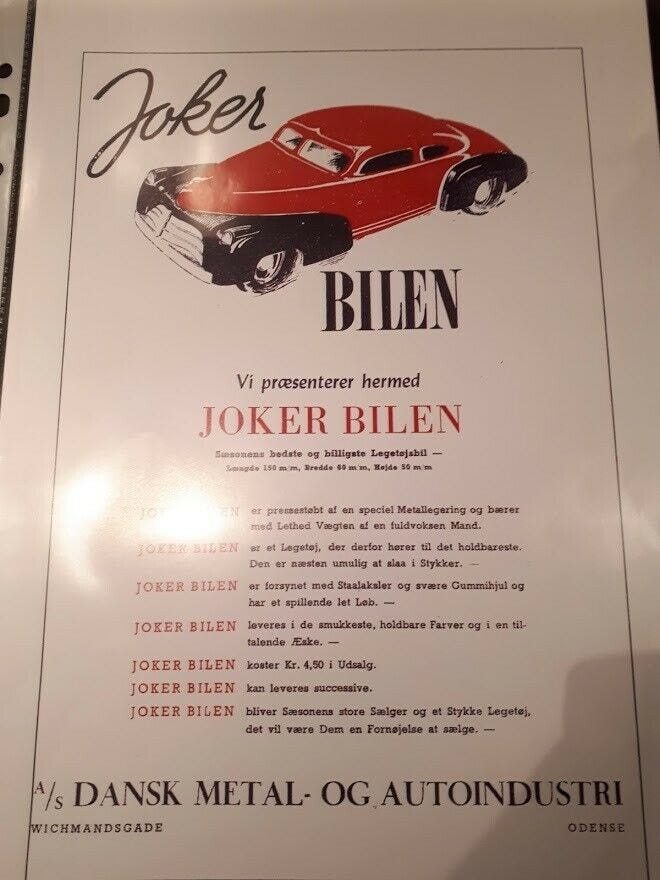 Joker
BILEN
Vi præsenterer hermed
JOKER BILEN
Sæsonens bedste og billigste Legetøjsbil —
Længde 150 m/m, Bredde 60 m/m, Højde 50 m/m
JOKER BILEN er pressestøbt af en speciel Metallegering og bærer
med Lethed Vægten af en fuldvoksen Mand.
JOKER BILEN er et Legetøj, der derfor hører til det holdbareste.
Den er næsten umulig at slaa i Stykker. —
JOKER BILEN er forsynet med Staalaksler og svære Gummihjul og
har et spillende let Løb. —
JOKER BILEN leveres i de smukkeste, holdbare Farver og i en til-
talende Æske. —
JOKER BILEN koster Kr. 4,50 i Udsalg.
JOKER BILEN kan leveres successive.
JOKER BILEN bliver Sæsonens store Sælger og et Stykke Legetøj,
det vil være Dem en Fornøjelse at sælge. —
A/S DANSK METAL- OG AUTOINDUSTRI
WICHMANDSGADE ODENSE